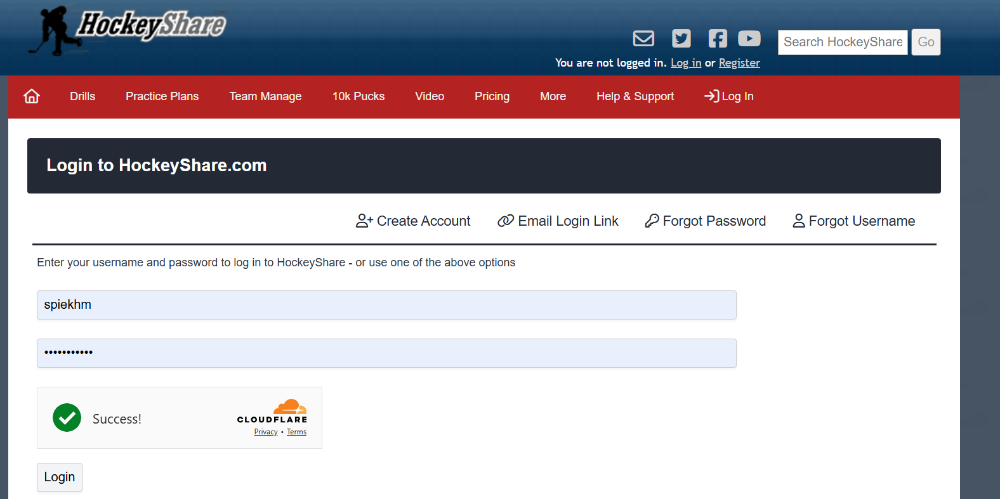 HockeyShare
Search HockeyShare
Go
You are not logged in. Log in or Register
Drills
Practice Plans
Team Manage
10k Pucks
Video
Pricing
More
Help & Support
Log In
Login to HockeyShare.com
Create Account
Email Login Link
Forgot Password
Forgot Username
Enter your username and password to log in to HockeyShare - or use one of the above options
spiekhm
•••••••••••
Success!
CLOUDFLARE
Privacy • Terms
Login